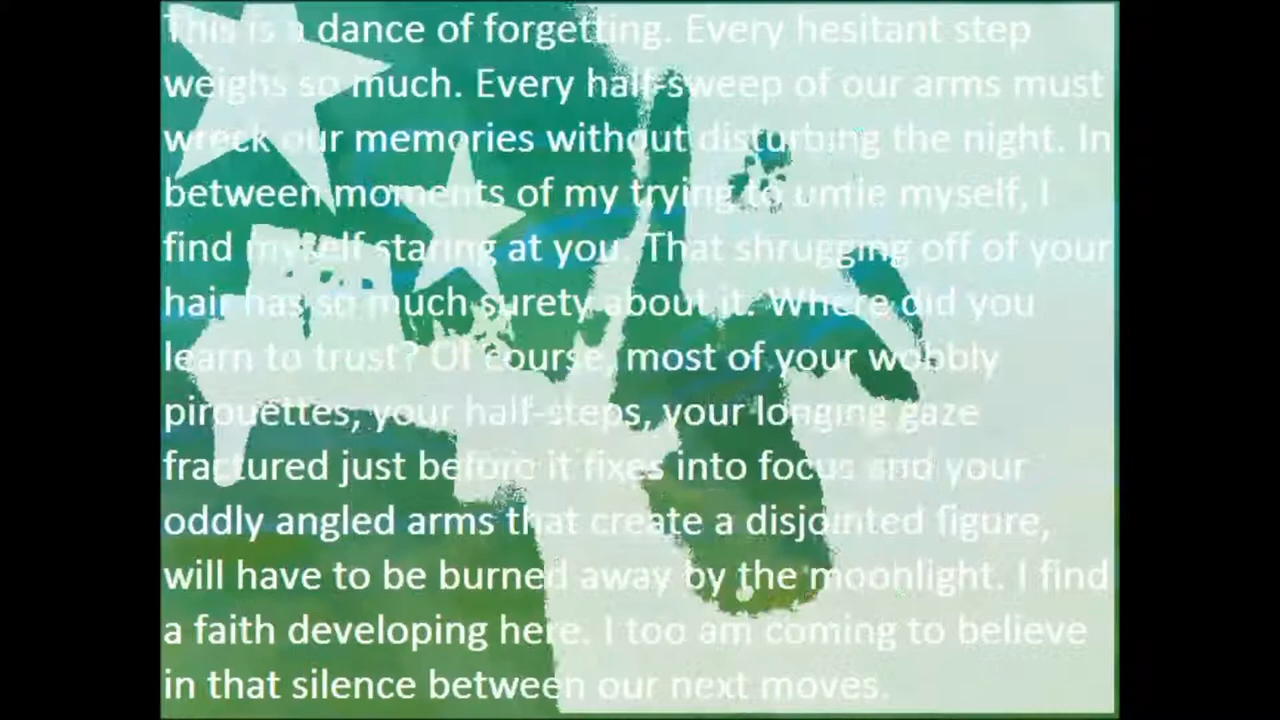 This is a dance of forgetting. Every hesitant step
weighs so much. Every half-sweep of our arms must
wreck our memories without disturbing the night. In
between moments of my trying to untie myself, I
find myself staring at you. That shrugging off of your
hair has so much surety about it. Where did you
learn to trust? Of course, most of your wobbly
pirouettes, your half-steps, your longing gaze
fractured just before it fixes into focus and your
oddly angled arms that create a disjointed figure,
will have to be burned away by the moonlight. I find
a faith developing here. I too am coming to believe
in that silence between our next moves.